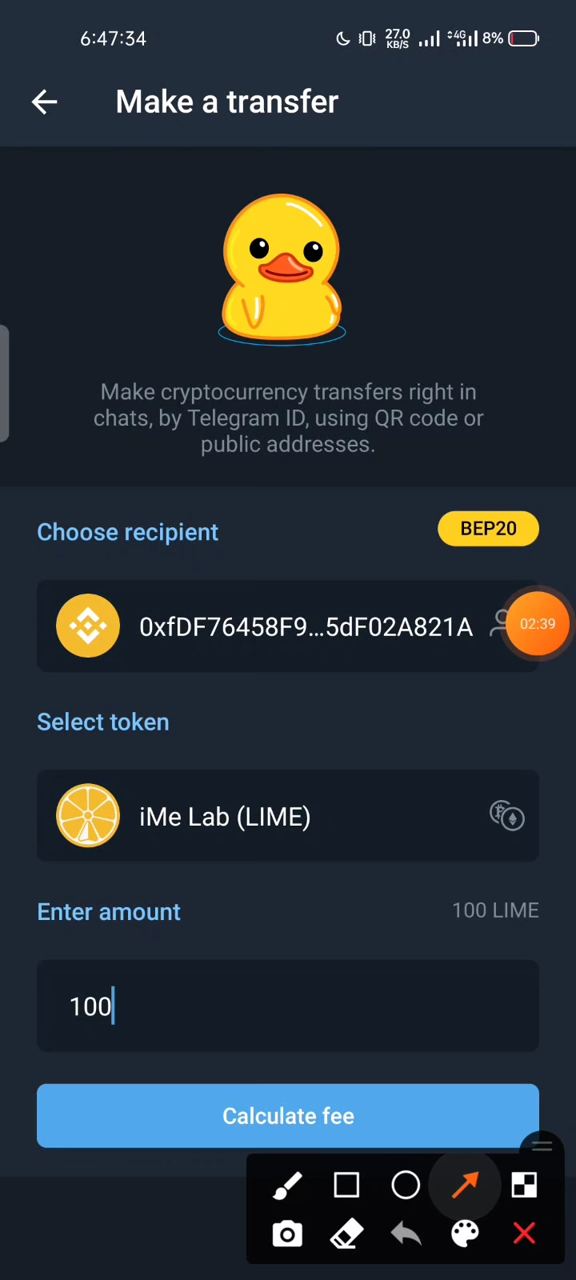 6:47:34
27.0
KB/S
4G
8%
Make a transfer
Make cryptocurrency transfers right in
chats, by Telegram ID, using QR code or
public addresses.
Choose recipient
BEP20
0xfDF76458F9...5dF02A821A
02:39
Select token
iMe Lab (LIME)
Enter amount
100 LIME
100
Calculate fee